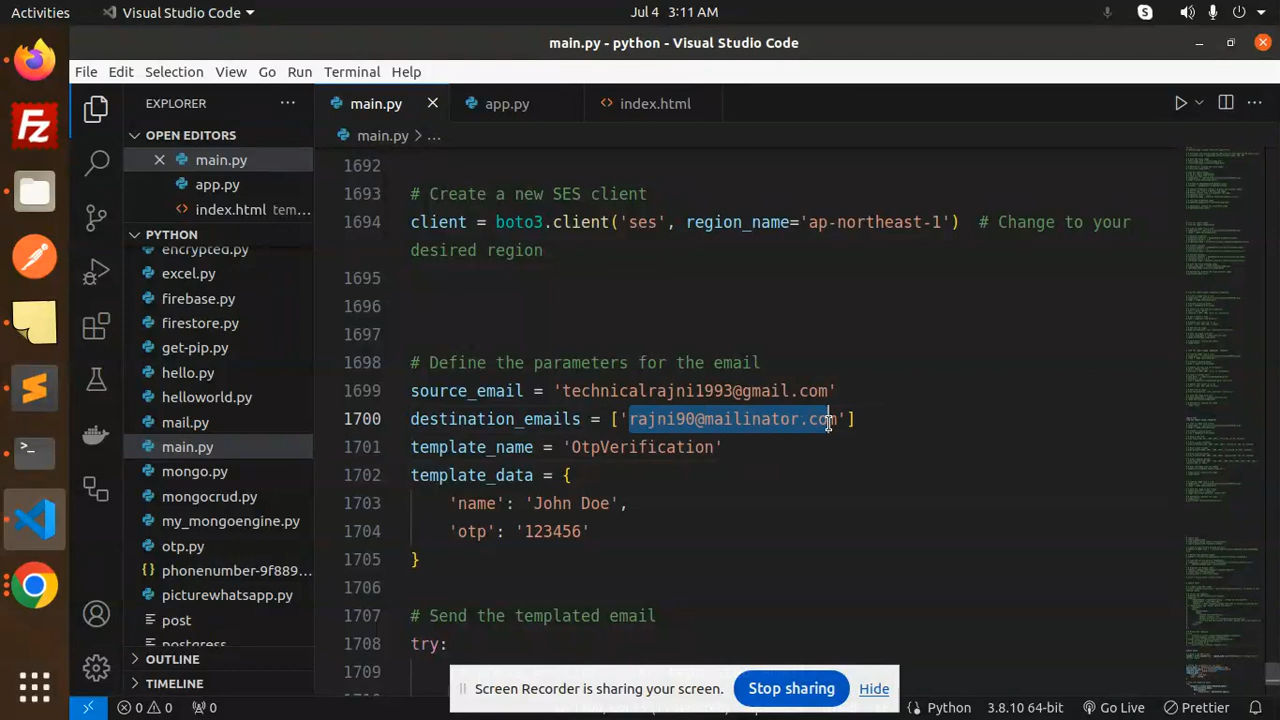 Activities Visual Studio Code Jul 4 3:11 AM
main.py - python - Visual Studio Code
File Edit Selection View Go Run Terminal Help
EXPLORER main.py app.py index.html
OPEN EDITORS
main.py
app.py
index.html tem...
main.py > ...
PYTHON
encrypted.py
excel.py
firebase.py
firestore.py
get-pip.py
hello.py
helloworld.py
mail.py
main.py
mongo.py
mongocrud.py
my_mongoengine.py
otp.py
phonenumber-9f889...
picturewhatsapp.py
post
postgress
OUTLINE
TIMELINE
1692
1693 # Create a new SES client
1694 client = boto3.client('ses', region_name='ap-northeast-1') # Change to your
desired region
1695
1696
1697
1698 # Define the parameters for the email
1699 source_email = 'technicalrajni1993@gmail.com'
1700 destination_emails = ['rajni90@mailinator.com']
1701 template_name = 'OtpVerification'
1702 template_data = {
1703 'name': 'John Doe',
1704 'otp': '123456'
1705 }
1706
1707 # Send the templated email
1708 try:
1709
Screen Recorder is sharing your screen. Stop sharing Hide
0 0 0 Python 3.8.10 64-bit Go Live Prettier